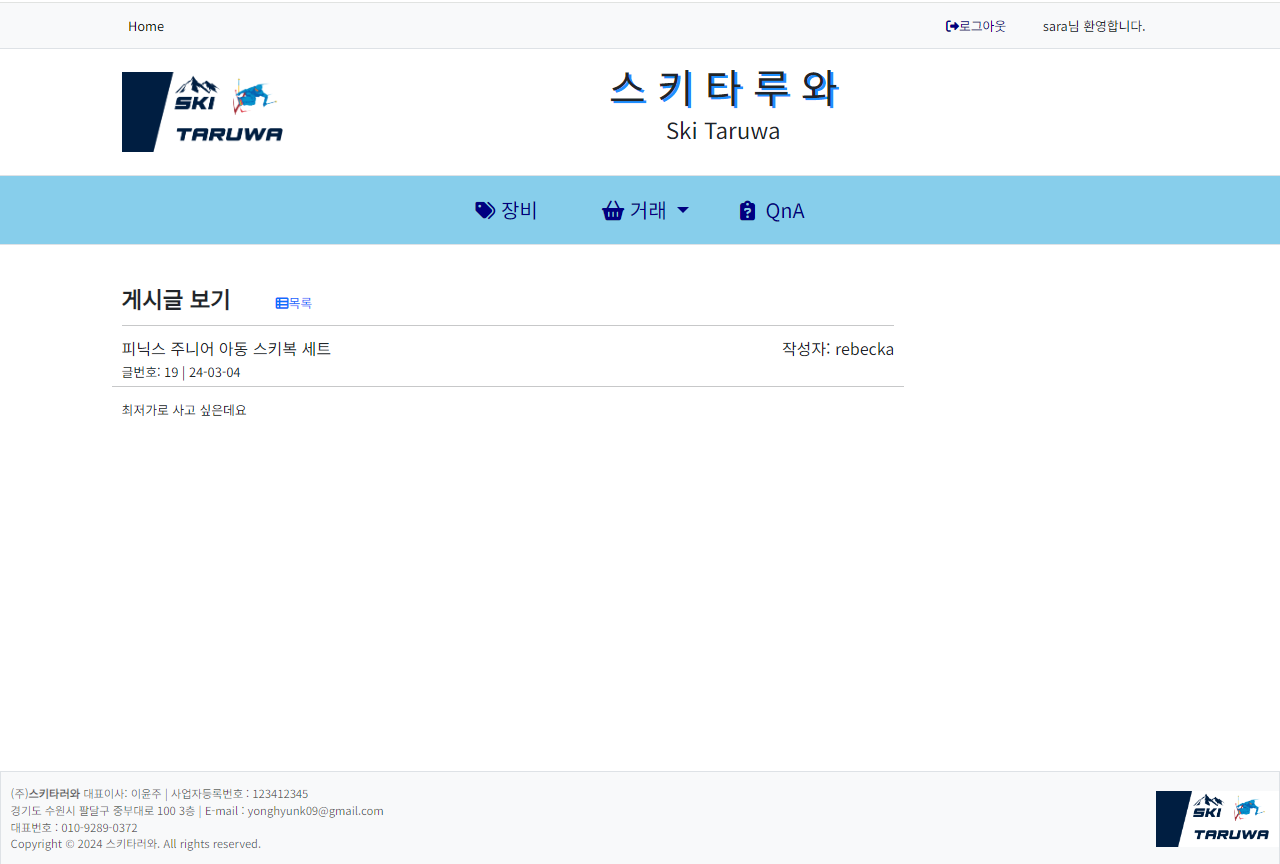 Home 로그아웃 sara님 환영합니다.
SKI
TARUWA
스 키 타 루 와
Ski Taruwa
장비 거래 QnA
게시글 보기 목록
피닉스 주니어 아동 스키복 세트 작성자: rebecka
글번호: 19 | 24-03-04
최저가로 사고 싶은데요
(주)스키타러와 대표이사: 이윤주 | 사업자등록번호 : 123412345
경기도 수원시 팔달구 중부대로 100 3층 | E-mail : yonghyunk09@gmail.com
대표번호 : 010-9289-0372
Copyright © 2024 스키타러와. All rights reserved.
SKI
TARUWA